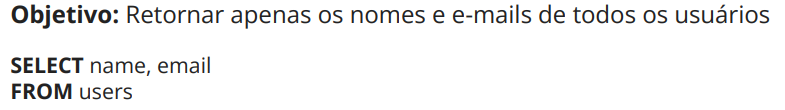 Objetivo: Retornar apenas os nomes e e-mails de todos os usuários
SELECT name, email
FROM users